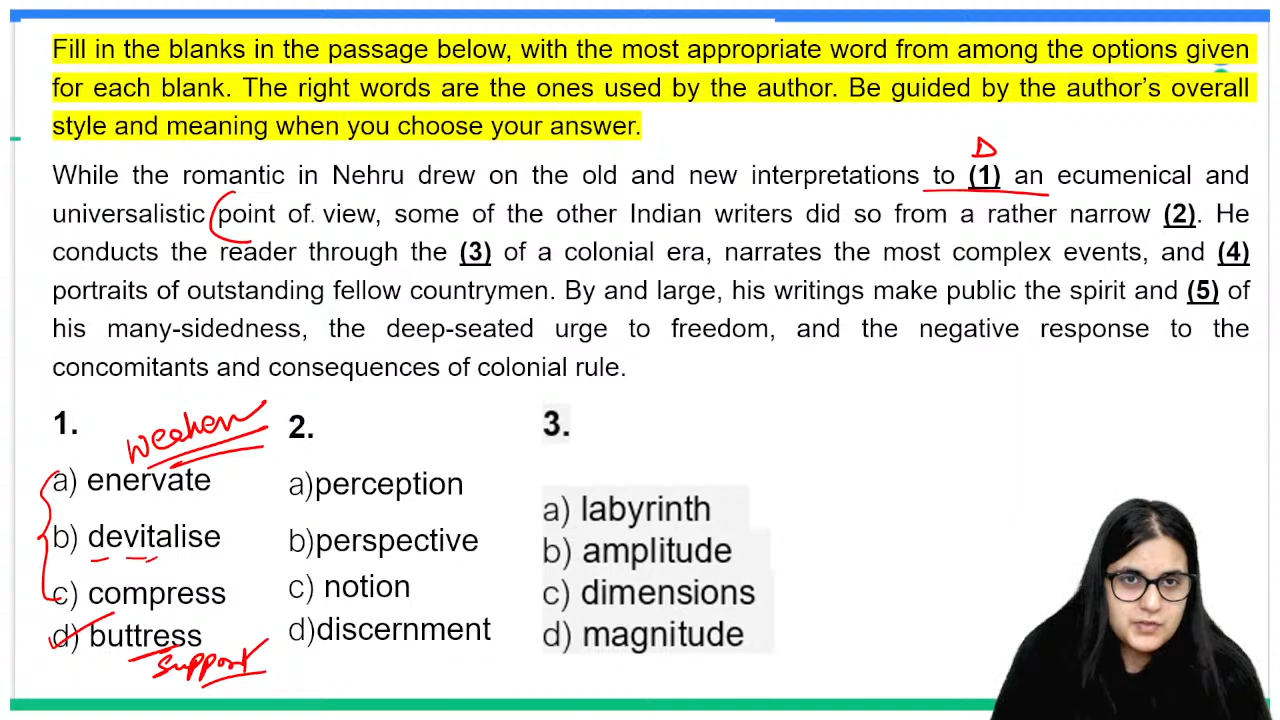 Fill in the blanks in the passage below, with the most appropriate word from among the options given
for each blank. The right words are the ones used by the author. Be guided by the author's overall
style and meaning when you choose your answer.
D
While the romantic in Nehru drew on the old and new interpretations to (1) an ecumenical and
universalistic point of. view, some of the other Indian writers did so from a rather narrow (2). He
conducts the reader through the (3) of a colonial era, narrates the most complex events, and (4)
portraits of outstanding fellow countrymen. By and large, his writings make public the spirit and (5) of
his many-sidedness, the deep-seated urge to freedom, and the negative response to the
concomitants and consequences of colonial rule.
1.
weaken
a) enervate
b) devitalise
c) compress
d) buttress
support
2.
a)perception
b)perspective
c) notion
d)discernment
3.
a) labyrinth
b) amplitude
c) dimensions
d) magnitude